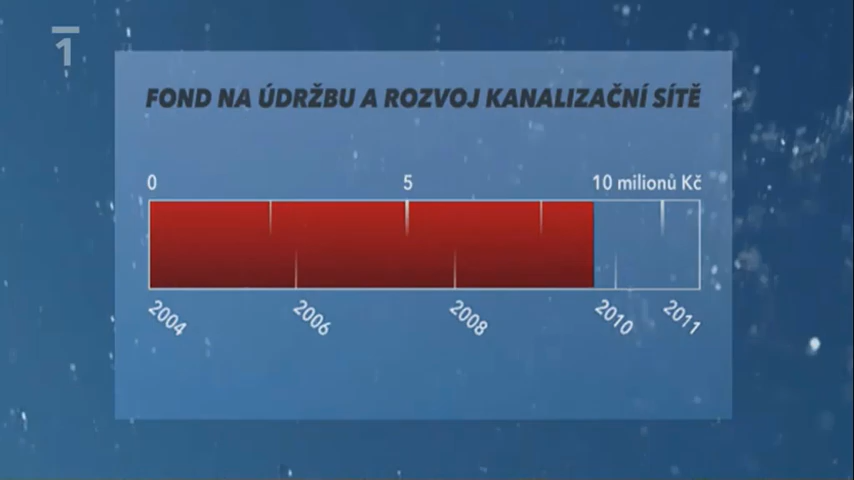 1
FOND NA ÚDRŽBU A ROZVOJ KANALIZAČNÍ SÍTĚ
0 5 10 milionů Kč
2004 2006 2008 2010 2011